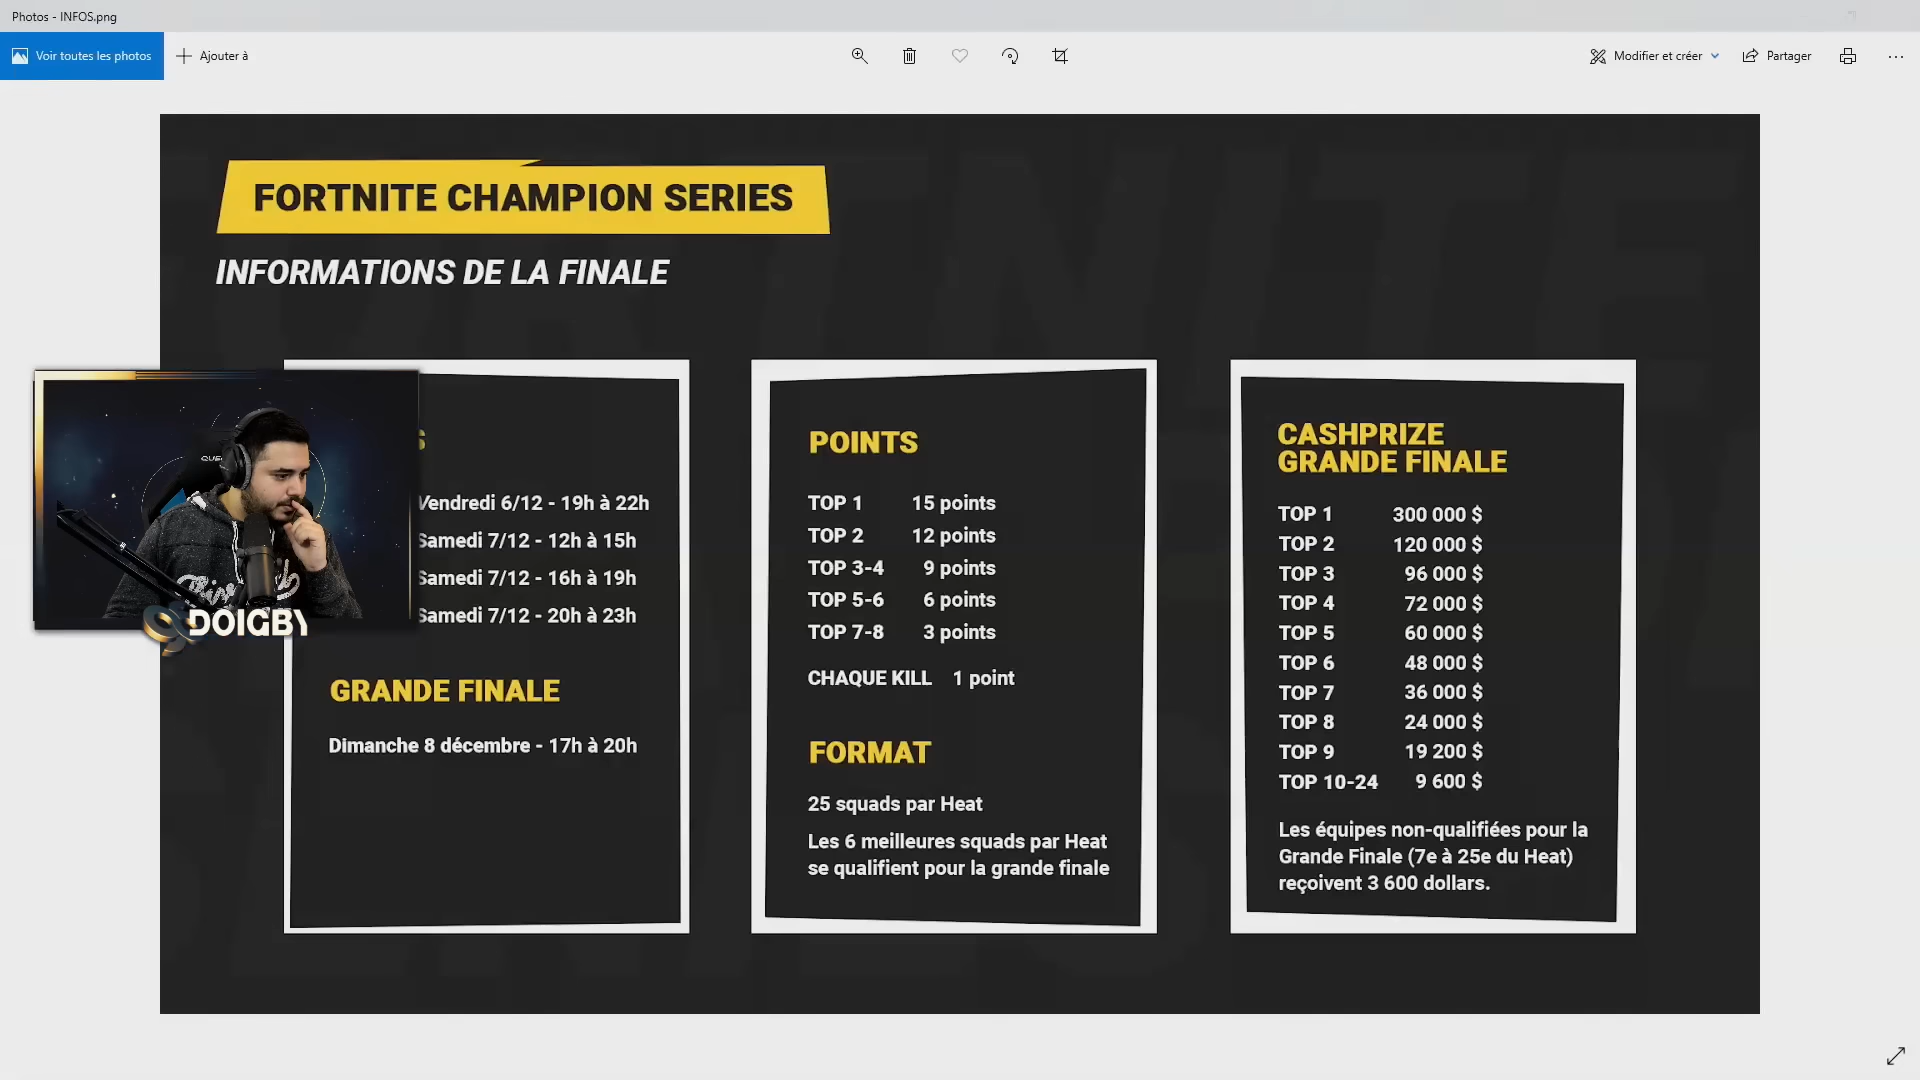 Photos - INFOS.png
Voir toutes les photos
Ajouter à
Modifier et créer
Partager
FORTNITE CHAMPION SERIES
INFORMATIONS DE LA FINALE
Vendredi 6/12 - 19h à 22h
Samedi 7/12 - 12h à 15h
Samedi 7/12 - 16h à 19h
Samedi 7/12 - 20h à 23h
DOIGBY
GRANDE FINALE
Dimanche 8 décembre - 17h à 20h
POINTS
TOP 1 15 points
TOP 2 12 points
TOP 3-4 9 points
TOP 5-6 6 points
TOP 7-8 3 points
CHAQUE KILL 1 point
FORMAT
25 squads par Heat
Les 6 meilleures squads par Heat
se qualifient pour la grande finale
CASHPRIZE
GRANDE FINALE
TOP 1 300 000 $
TOP 2 120 000 $
TOP 3 96 000 $
TOP 4 72 000 $
TOP 5 60 000 $
TOP 6 48 000 $
TOP 7 36 000 $
TOP 8 24 000 $
TOP 9 19 200 $
TOP 10-24 9 600 $
Les équipes non-qualifiées pour la
Grande Finale (7e à 25e du Heat)
reçoivent 3 600 dollars.